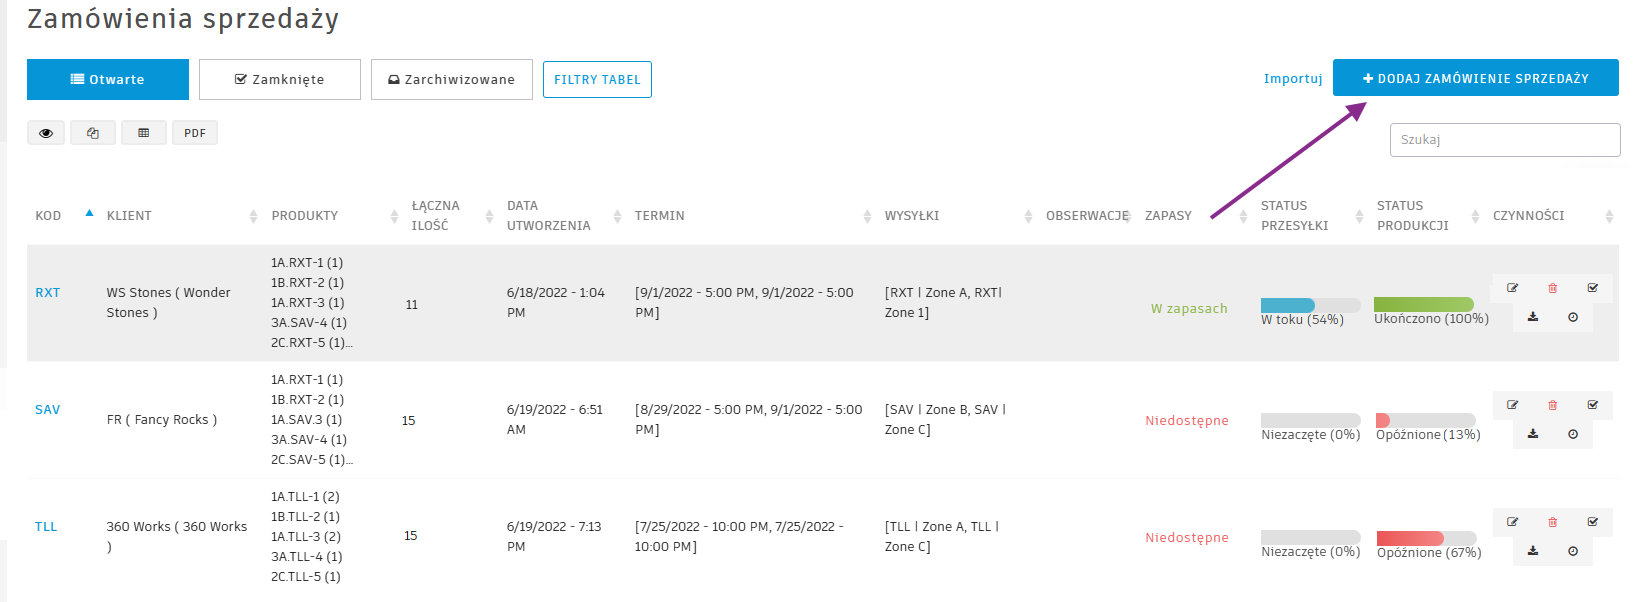 Zamówienia sprzedaży
Otwarte Zamknięte Zarchiwizowane FILTRY TABEL Importuj DODAJ ZAMÓWIENIE SPRZEDAŻY
PDF Szukaj
KOD KLIENT PRODUKTY ŁĄCZNA ILOŚĆ DATA UTWORZENIA TERMIN WYSYŁKI OBSERWACJE ZAPASY STATUS PRZESYŁKI STATUS PRODUKCJI CZYNNOŚCI
RXT
WS Stones ( Wonder
Stones )
1A.RXT-1 (1)
1B.RXT-2 (1)
1A.RXT-3 (1)
3A.SAV-4 (1)
2C.RXT-5 (1)...
11
6/18/2022 - 1:04
PM
[9/1/2022 - 5:00 PM, 9/1/2022 - 5:00
PM]
[RXT | Zone A, RXT|
Zone 1]
W zapasach
W toku (54%)
Ukończono (100%)
SAV
FR ( Fancy Rocks )
1A.RXT-1 (1)
1B.RXT-2 (1)
1A.SAV.3 (1)
3A.SAV-4 (1)
2C.SAV-5 (1)...
15
6/19/2022 - 6:51
AM
[8/29/2022 - 5:00 PM, 9/1/2022 - 5:00
PM]
[SAV | Zone B, SAV |
Zone C]
Niedostępne
Niezaczęte (0%)
Opóźnione (13%)
TLL
360 Works ( 360 Works
)
1A.TLL-1 (2)
1B.TLL-2 (1)
1A.TLL-3 (2)
3A.TLL-4 (1)
2C.TLL-5 (1)
15
6/19/2022 - 7:13
PM
[7/25/2022 - 10:00 PM, 7/25/2022 -
10:00 PM]
[TLL | Zone A, TLL |
Zone C]
Niedostępne
Niezaczęte (0%)
Opóźnione (67%)